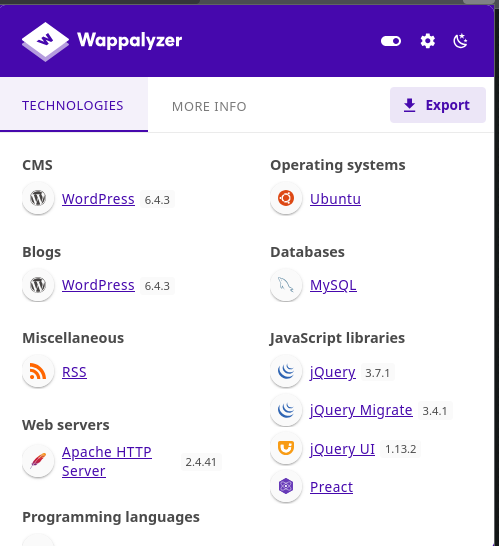 Wappalyzer
TECHNOLOGIES
MORE INFO
Export
CMS
WordPress 6.4.3
Blogs
WordPress 6.4.3
Miscellaneous
RSS
Web servers
Apache HTTP
Server 2.4.41
Programming languages
Operating systems
Ubuntu
Databases
MySQL
JavaScript libraries
jQuery 3.7.1
jQuery Migrate 3.4.1
jQuery UI 1.13.2
Preact